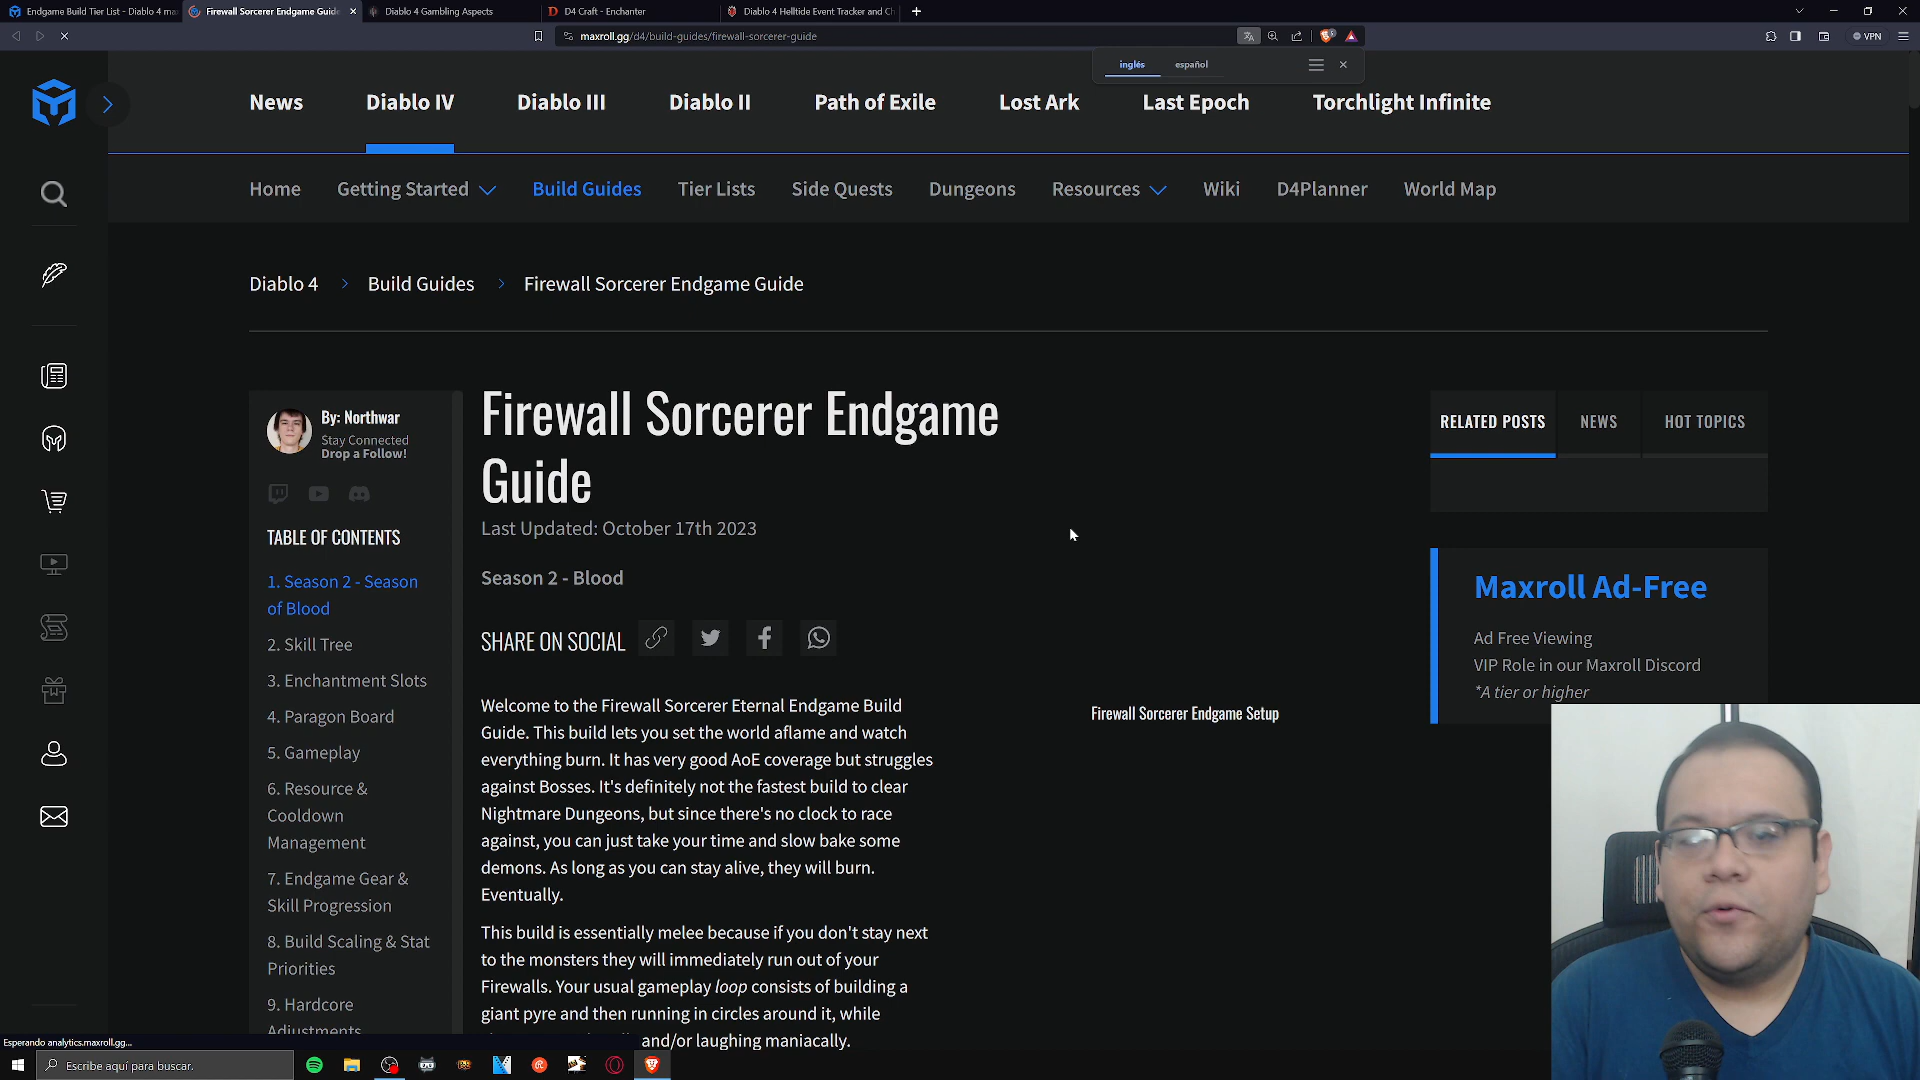 Endgame Build Tier List - Diablo 4 ma
Firewall Sorcerer Endgame Guide
Diablo 4 Gambling Aspects
D4 Craft - Enchanter
Diablo 4 Helltide Event Tracker and Ch
maxroll.gg/d4/build-guides/firewall-sorcerer-guide
VPN
inglés
español
News
Diablo IV
Diablo III
Diablo II
Path of Exile
Lost Ark
Last Epoch
Torchlight Infinite
Home
Getting Started
Build Guides
Tier Lists
Side Quests
Dungeons
Resources
Wiki
D4Planner
World Map
Diablo 4 > Build Guides > Firewall Sorcerer Endgame Guide
By: Northwar
Stay Connected
Drop a Follow!
TABLE OF CONTENTS
1. Season 2 - Season
of Blood
2. Skill Tree
3. Enchantment Slots
4. Paragon Board
5. Gameplay
6. Resource &
Cooldown
Management
7. Endgame Gear &
Skill Progression
8. Build Scaling & Stat
Priorities
9. Hardcore
Adjustments
Firewall Sorcerer Endgame
Guide
Last Updated: October 17th 2023
Season 2 - Blood
SHARE ON SOCIAL
Welcome to the Firewall Sorcerer Eternal Endgame Build
Guide. This build lets you set the world aflame and watch
everything burn. It has very good AoE coverage but struggles
against Bosses. It's definitely not the fastest build to clear
Nightmare Dungeons, but since there's no clock to race
against, you can just take your time and slow bake some
demons. As long as you can stay alive, they will burn.
Eventually.
This build is essentially melee because if you don't stay next
to the monsters they will immediately run out of your
Firewalls. Your usual gameplay loop consists of building a
giant pyre and then running in circles around it, while
and/or laughing maniacally.
Firewall Sorcerer Endgame Setup
RELATED POSTS
NEWS
HOT TOPICS
Maxroll Ad-Free
Ad Free Viewing
VIP Role in our Maxroll Discord
*A tier or higher
Esperando analytics.maxroll.gg...
Escribe aquí para buscar.